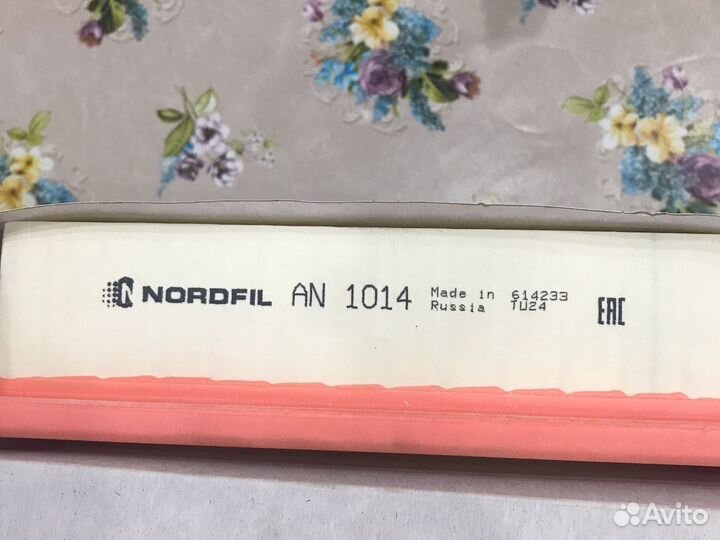 NORDFIL AN 1014 Made in 614233
Russia TU24
EAC
Avito